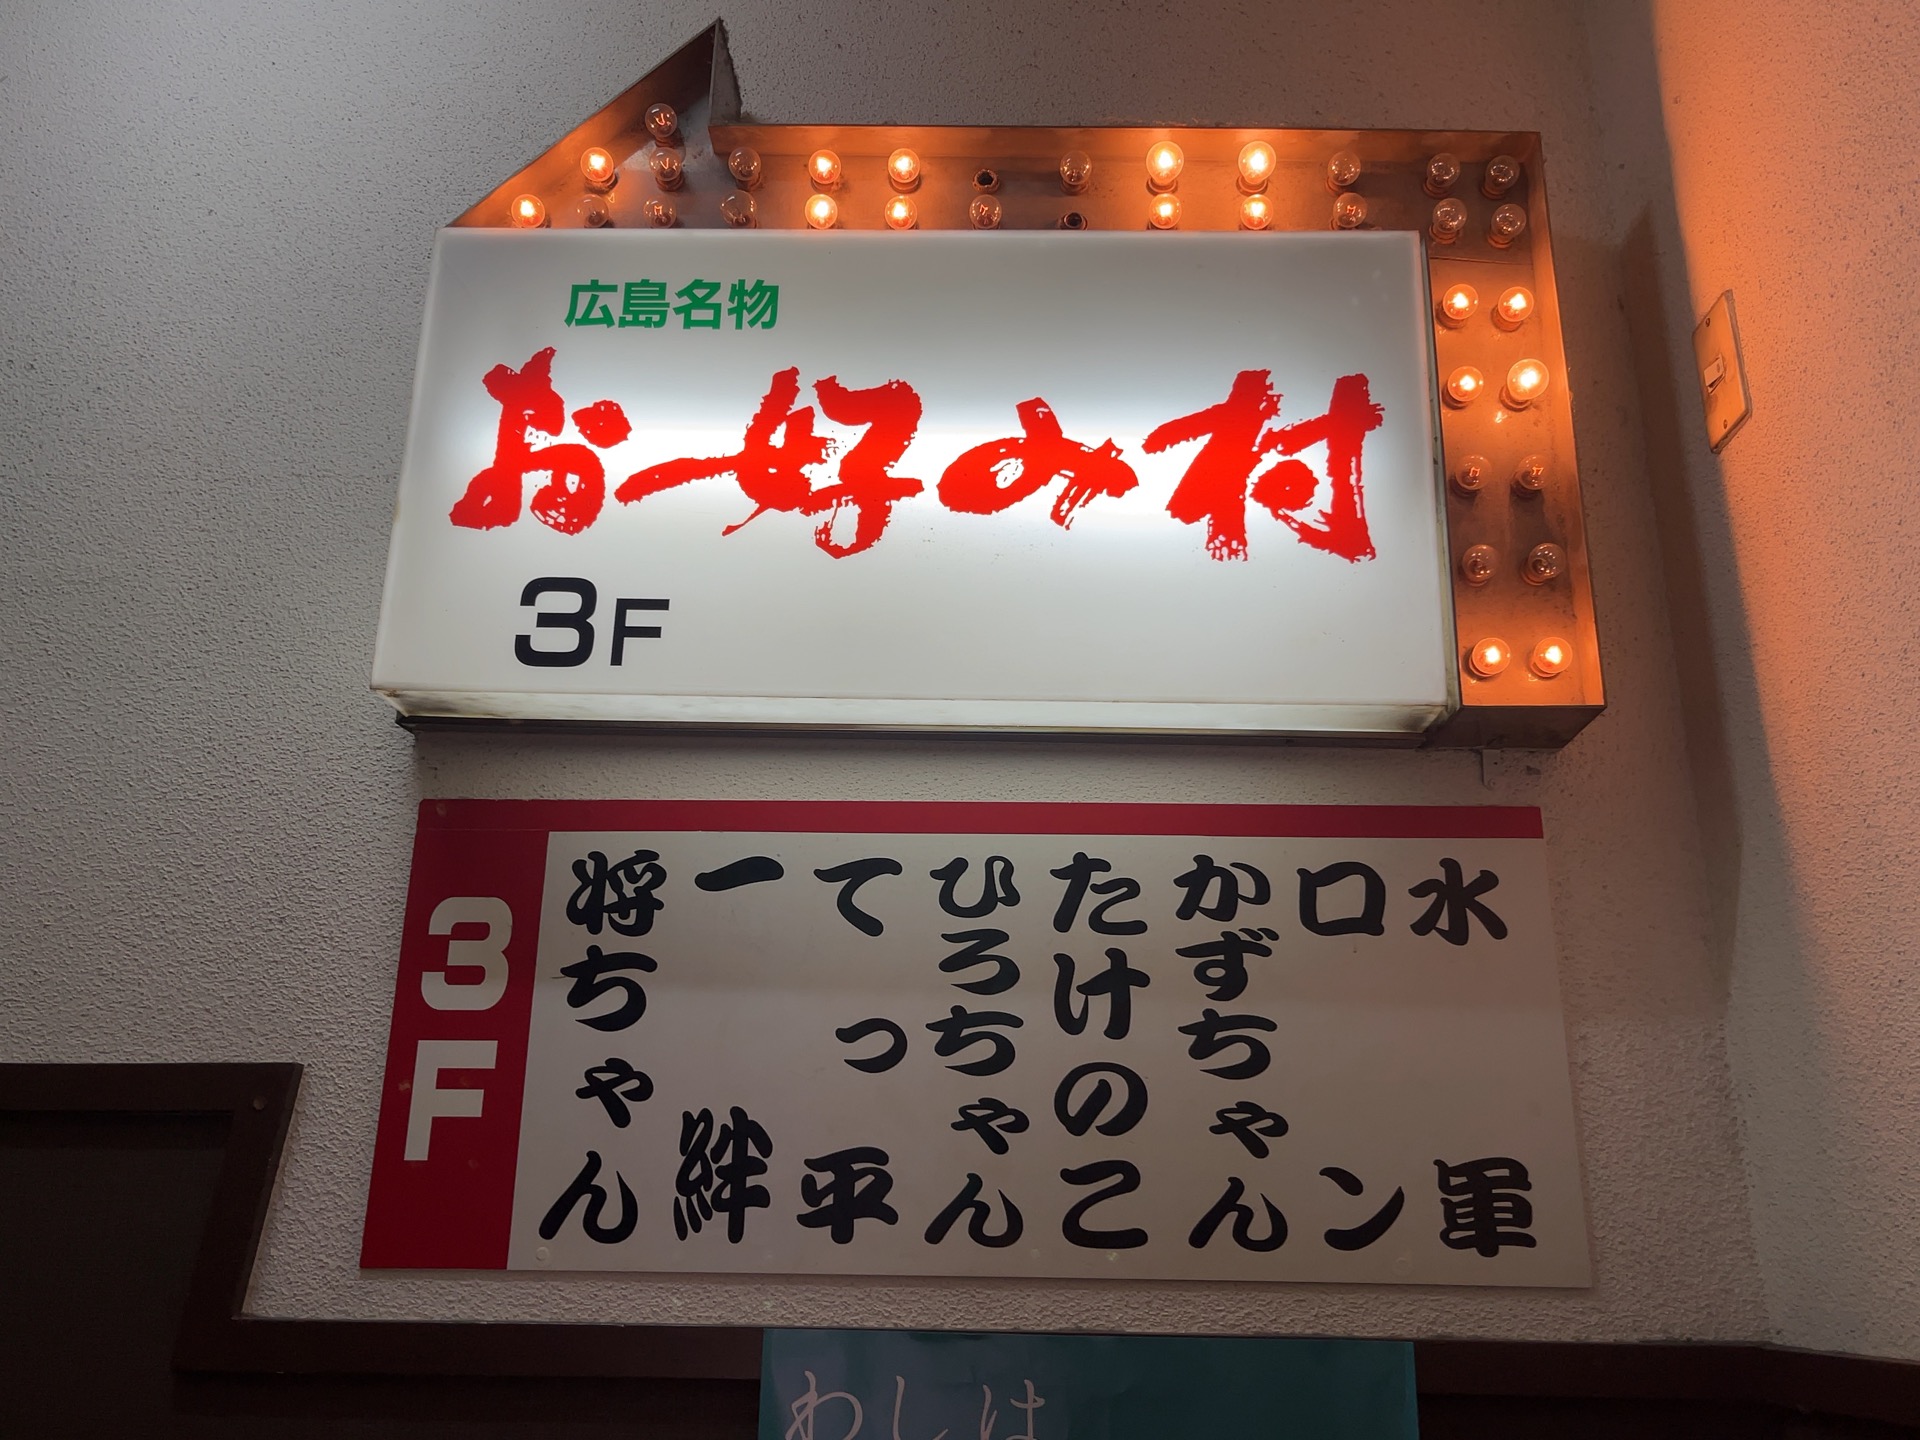 広島名物
お好み村
3F
3F
水軍
ロン
かずちゃん
たけのこ
ひろちゃん
てっ平
一絆
将ちゃん
わしは